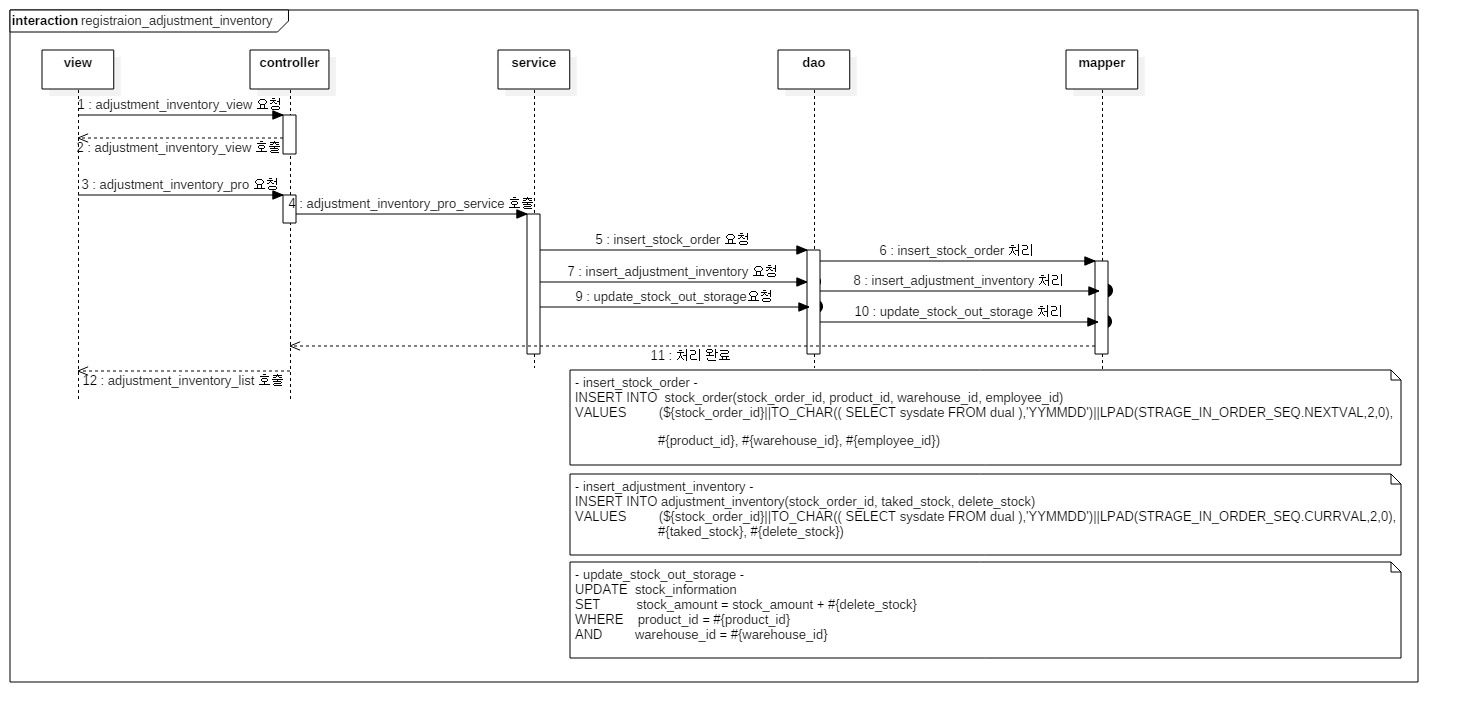 interaction registraion_adjustment_inventory
view
controller
service
dao
mapper
1 : adjustment_inventory_view 요청
2 : adjustment_inventory_view 호출
3 : adjustment_inventory_pro 요청
4 : adjustment_inventory_pro_service 호출
5 : insert_stock_order 요청
6 : insert_stock_order 처리
7 : insert_adjustment_inventory 요청
8 : insert_adjustment_inventory 처리
9 : update_stock_out_storage요청
10 : update_stock_out_storage 처리
11 : 처리 완료
12 : adjustment_inventory_list 호출
- insert_stock_order -
INSERT INTO stock_order(stock_order_id, product_id, warehouse_id, employee_id)
VALUES (${stock_order_id}||TO_CHAR(( SELECT sysdate FROM dual ),'YYMMDD')||LPAD(STRAGE_IN_ORDER_SEQ.NEXTVAL,2,0),
#{product_id}, #{warehouse_id}, #{employee_id})
- insert_adjustment_inventory -
INSERT INTO adjustment_inventory(stock_order_id, taked_stock, delete_stock)
VALUES (${stock_order_id}||TO_CHAR(( SELECT sysdate FROM dual ),'YYMMDD')||LPAD(STRAGE_IN_ORDER_SEQ.CURRVAL,2,0),
#{taked_stock}, #{delete_stock})
- update_stock_out_storage -
UPDATE stock_information
SET stock_amount = stock_amount + #{delete_stock}
WHERE product_id = #{product_id}
AND warehouse_id = #{warehouse_id}